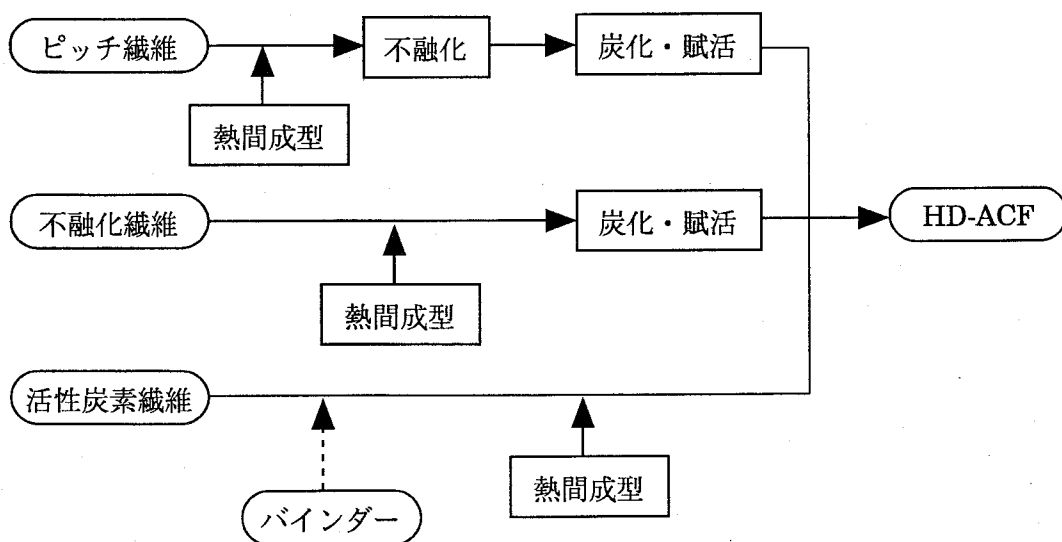 ピッチ繊維
不融化
炭化・賦活
熱間成型
不融化繊維
炭化・賦活
HD-ACF
熱間成型
活性炭素繊維
熱間成型
バインダー